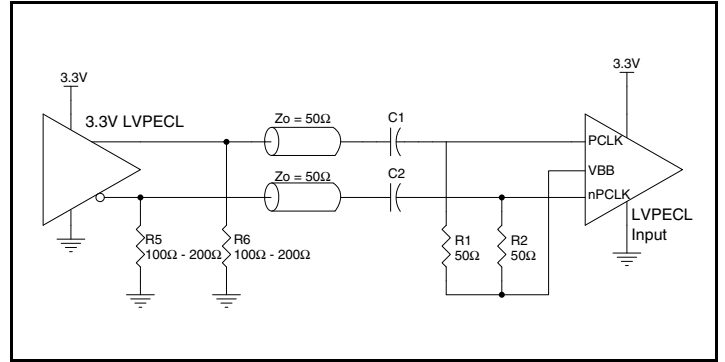 3.3V
3.3V LVPECL
Zo = 50Ω
C1
3.3V
PCLK
Zo = 50Ω
C2
VBB
nPCLK
LVPECL
Input
R5
100Ω - 200Ω
R6
100Ω - 200Ω
R1
50Ω
R2
50Ω